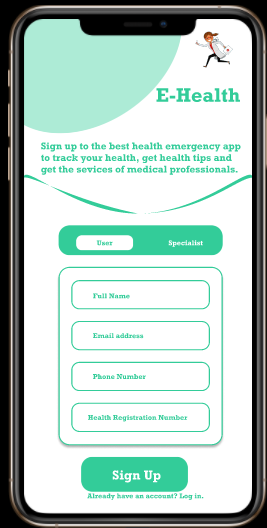 E-Health
Sign up to the best health emergency app
to track your health, get health tips and
get the sevices of medical professionals.
User
Specialist
Full Name
Email address
Phone Number
Health Registration Number
Sign Up
Already have an account? Log in.